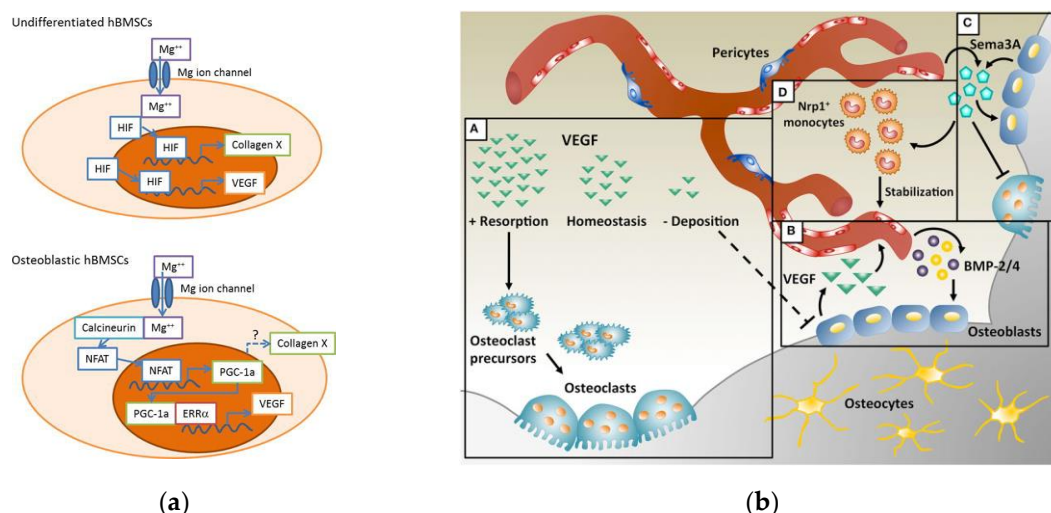 Undifferentiated hBMSCs
Mg++
Mg ion channel
Mg++
HIF
HIF
Collagen X
HIF
HIF
VEGF
Osteoblastic hBMSCs
Mg++
Mg ion channel
Calcineurin
Mg++
?
Collagen X
NFAT
NFAT
PGC-1a
VEGF
PGC-1a
ERRα
(a)
C
Sema3A
Pericytes
D
Nrp1+
monocytes
Stabilization
A
VEGF
+ Resorption
Homeostasis
- Deposition
Osteoclast
precursors
Osteoclasts
B
VEGF
BMP-2/4
Osteoblasts
Osteocytes
(b)